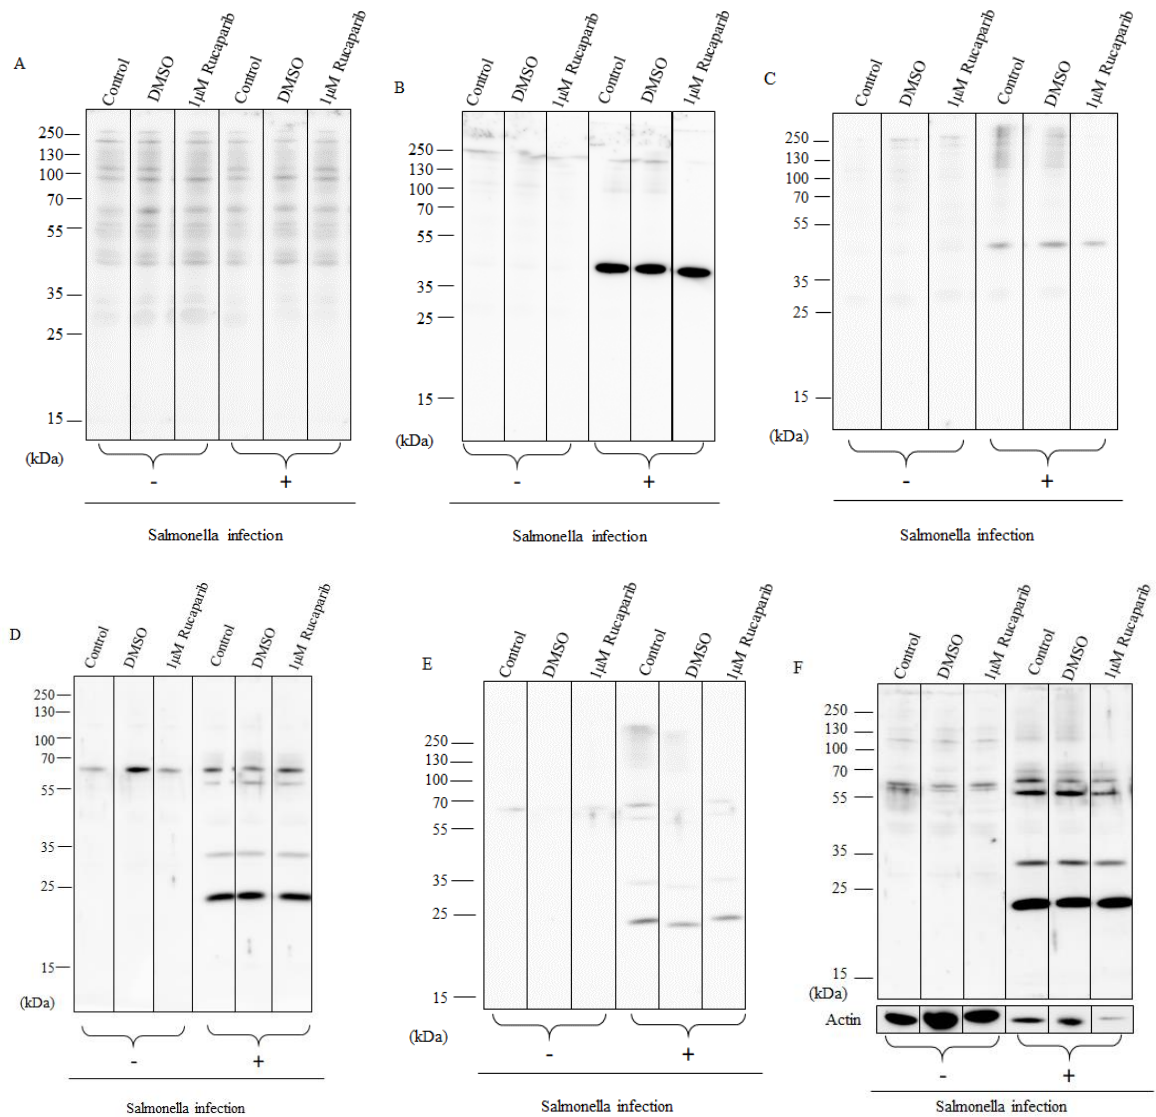 A
Control
DMSO
1μM Rucaparib
Control
DMSO
1μM Rucaparib
250
130
100
70
55
35
25
15
(kDa)
-
+
Salmonella infection
B
Control
DMSO
1μM Rucaparib
Control
DMSO
1μM Rucaparib
250
130
100
70
55
35
25
15
(kDa)
-
+
Salmonella infection
C
Control
DMSO
1μM Rucaparib
Control
DMSO
1μM Rucaparib
250
130
100
70
55
35
25
15
(kDa)
-
+
Salmonella infection
D
Control
DMSO
1μM Rucaparib
Control
DMSO
1μM Rucaparib
250
130
100
70
55
35
25
15
(kDa)
-
+
Salmonella infection
E
Control
DMSO
1μM Rucaparib
Control
DMSO
1μM Rucaparib
250
130
100
70
55
35
25
15
(kDa)
-
+
Salmonella infection
F
Control
DMSO
1μM Rucaparib
Control
DMSO
1μM Rucaparib
250
130
100
70
55
35
25
15
(kDa)
Actin
-
+
Salmonella infection